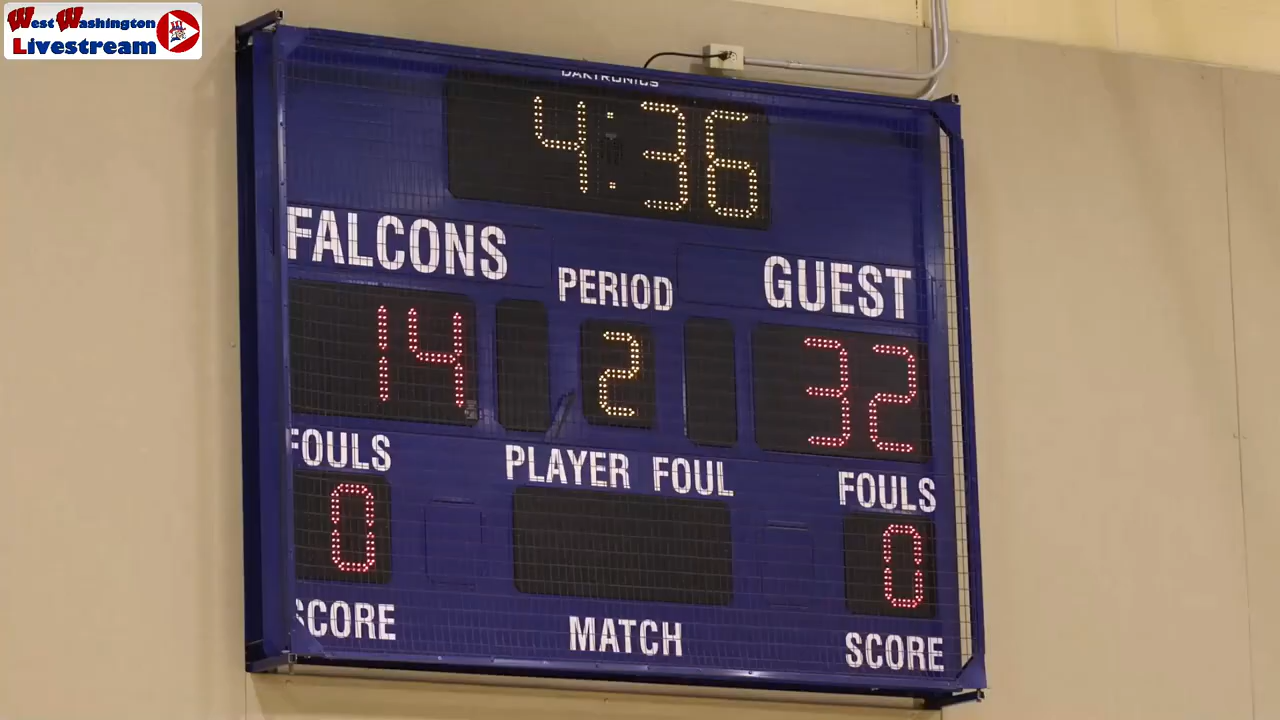 West Washington
Livestream
DAKTRONICS
4:36
FALCONS
PERIOD
GUEST
14
2
32
FOULS
PLAYER FOUL
FOULS
0
0
SCORE
MATCH
SCORE